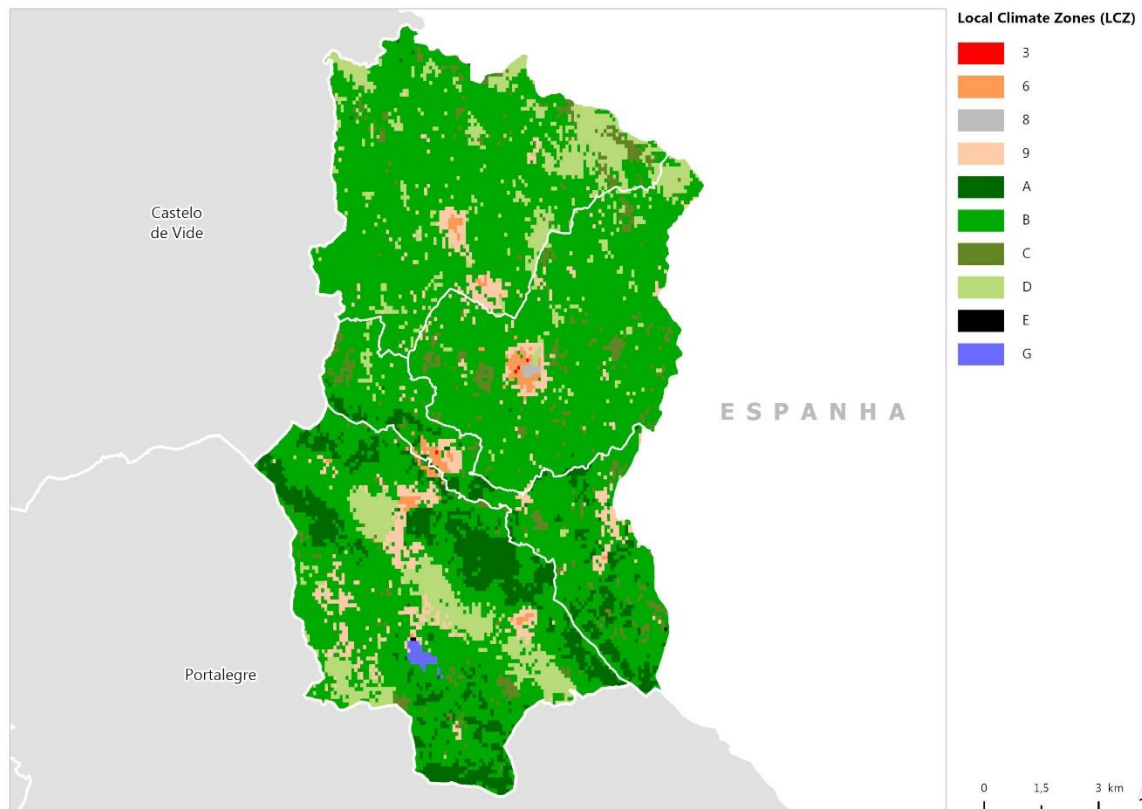 Local Climate Zones (LCZ)
3
6
8
9
A
B
C
D
E
G
Castelo
de Vide
ESPANHA
Portalegre
0 1,5 3 km